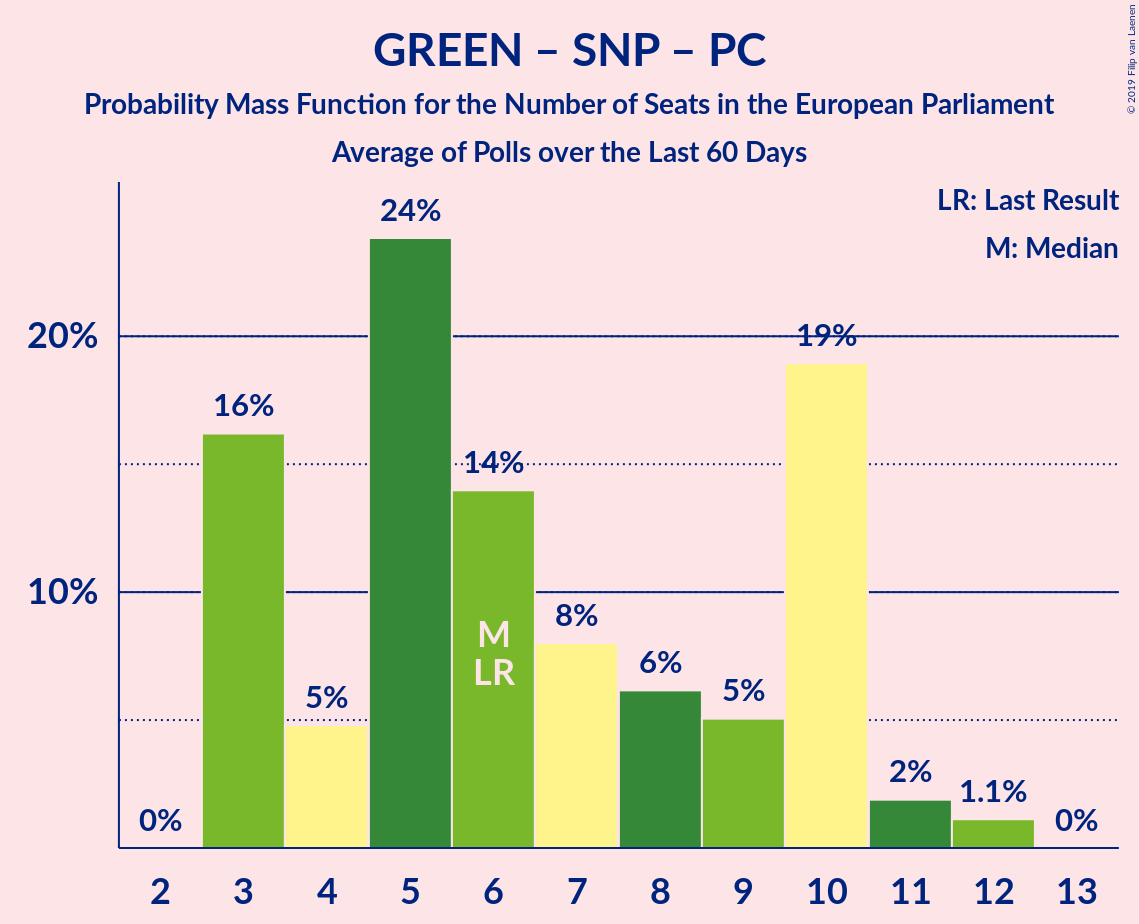 GREEN – SNP – PC
Probability Mass Function for the Number of Seats in the European Parliament
Average of Polls over the Last 60 Days
© 2019 Filip van Laenen
LR: Last Result
M: Median
20%
10%
0%
16%
5%
24%
14%
8%
6%
5%
19%
2%
1.1%
0%
M
LR
2 3 4 5 6 7 8 9 10 11 12 13